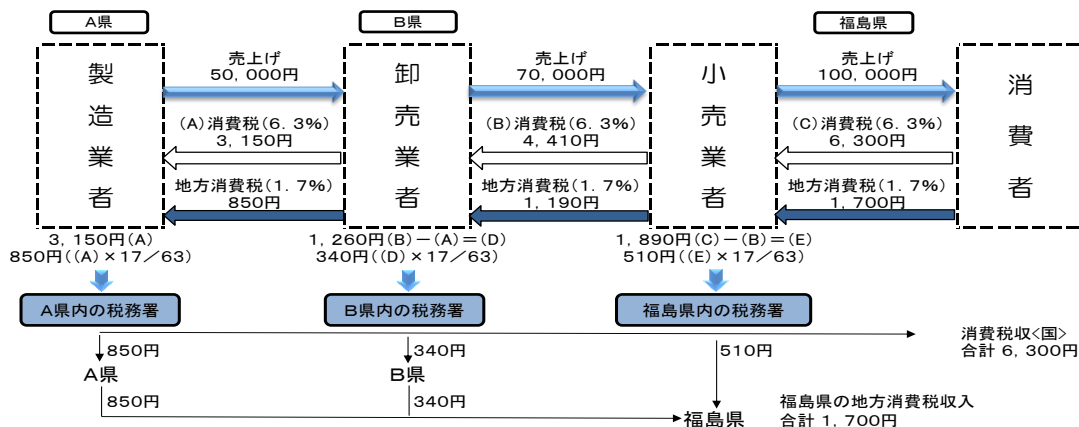 A県
B県
福島県
製造業者
卸売業者
小売業者
消費者
売上げ
50,000円
売上げ
70,000円
売上げ
100,000円
(A)消費税(6.3%)
3,150円
(B)消費税(6.3%)
4,410円
(C)消費税(6.3%)
6,300円
地方消費税(1.7%)
850円
地方消費税(1.7%)
1,190円
地方消費税(1.7%)
1,700円
3,150円(A)
850円((A)×17/63)
1,260円(B)-(A)=(D)
340円((D)×17/63)
1,890円(C)-(B)=(E)
510円((E)×17/63)
A県内の税務署
B県内の税務署
福島県内の税務署
消費税収<国>
合計6,300円
850円
340円
510円
A県
B県
850円
340円
福島県
福島県の地方消費税収入
合計1,700円